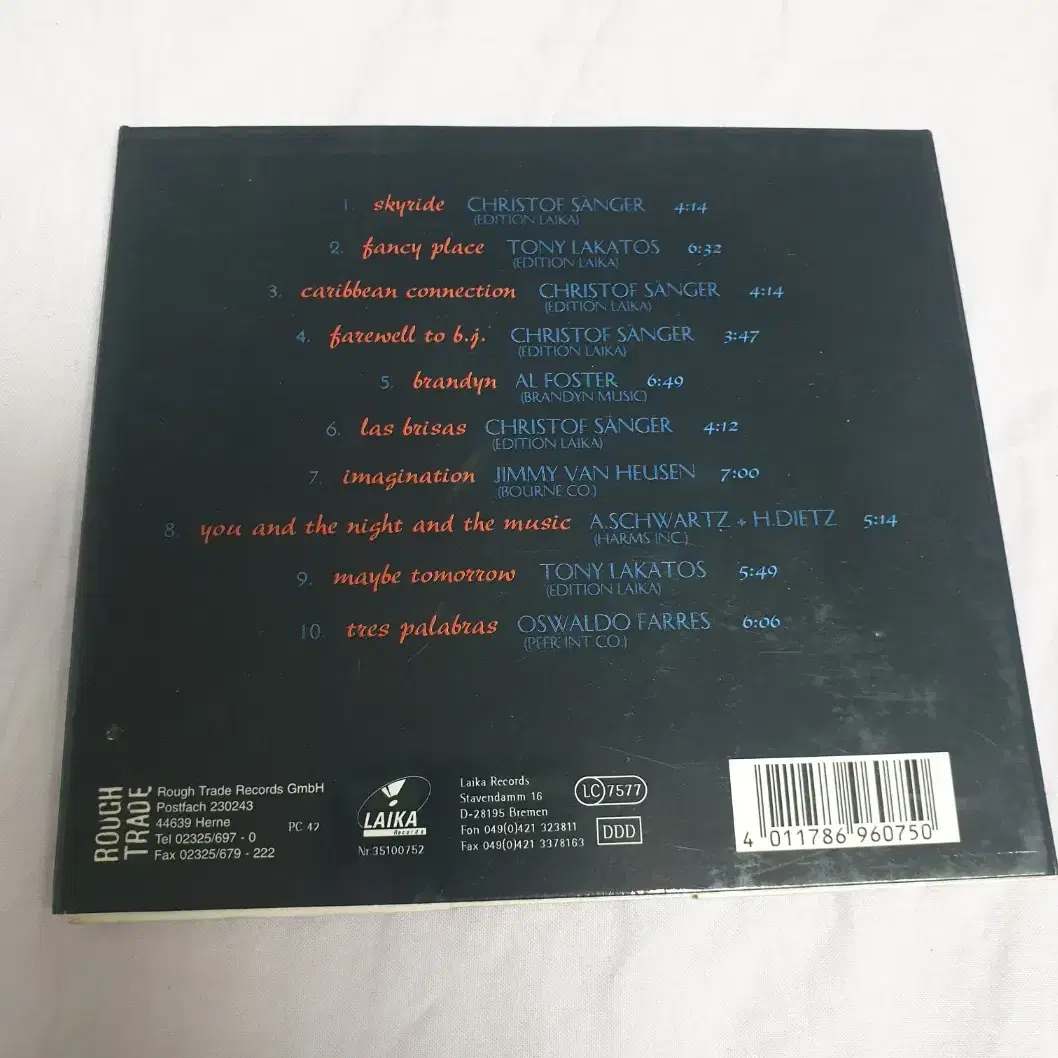 1. skyride CHRISTOF SÄNGER 4:14
(EDITION LAIKA)
2. fancy place TONY LAKATOS 6:32
(EDITION LAIKA)
3. caribbean connection CHRISTOF SÄNGER 4:14
(EDITION LAIKA)
4. farewell to b.j. CHRISTOF SÄNGER 3:47
(EDITION LAIKA)
5. brandyn AL FOSTER 6:49
(BRANDYN MUSIC)
6. las brisas CHRISTOF SÄNGER 4:12
(EDITION LAIKA)
7. imagination JIMMY VAN HEUSEN 7:00
(BOURNE CO.)
8. you and the night and the music A.SCHWARTZ + H.DIETZ 5:14
(HARMS INC.)
9. maybe tomorrow TONY LAKATOS 5:49
(EDITION LAIKA)
10. tres palabras OSWALDO FARRES 6:06
(PEER INT CO.)
ROUGH
TRADE
Rough Trade Records GmbH
Postfach 230243
44639 Herne
Tel 02325/697 - 0
Fax 02325/679 - 222
PC 42
LAIKA
Records
Nr.35100752
Laika Records
Stavendamm 16
D-28195 Bremen
Fon 049(0)421 323811
Fax 049(0)421 3378163
LC 7577
DDD
4 011786 960750